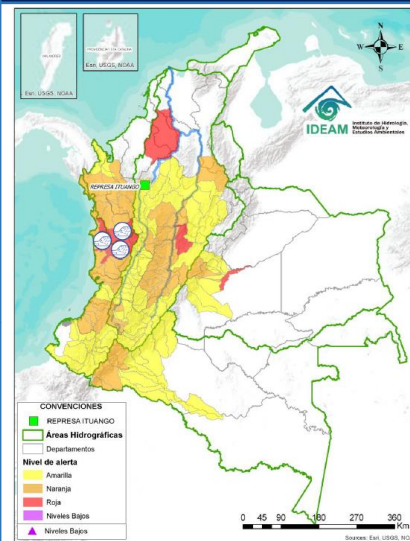 Esri, USGS, NOAA
Esri, USGS, NOAA
N
W
E
S
IDEAM
Instituto de Hidrología,
Meteorología y
Estudios Ambientales
REPRESA ITUANGO
CONVENCIONES
REPRESA ITUANGO
Áreas Hidrográficas
Departamentos
Nivel de alerta
Amarilla
Naranja
Roja
Niveles Bajos
Niveles Bajos
0 45 90 180 270 360
Km
Sources: Esri, USGS, NO